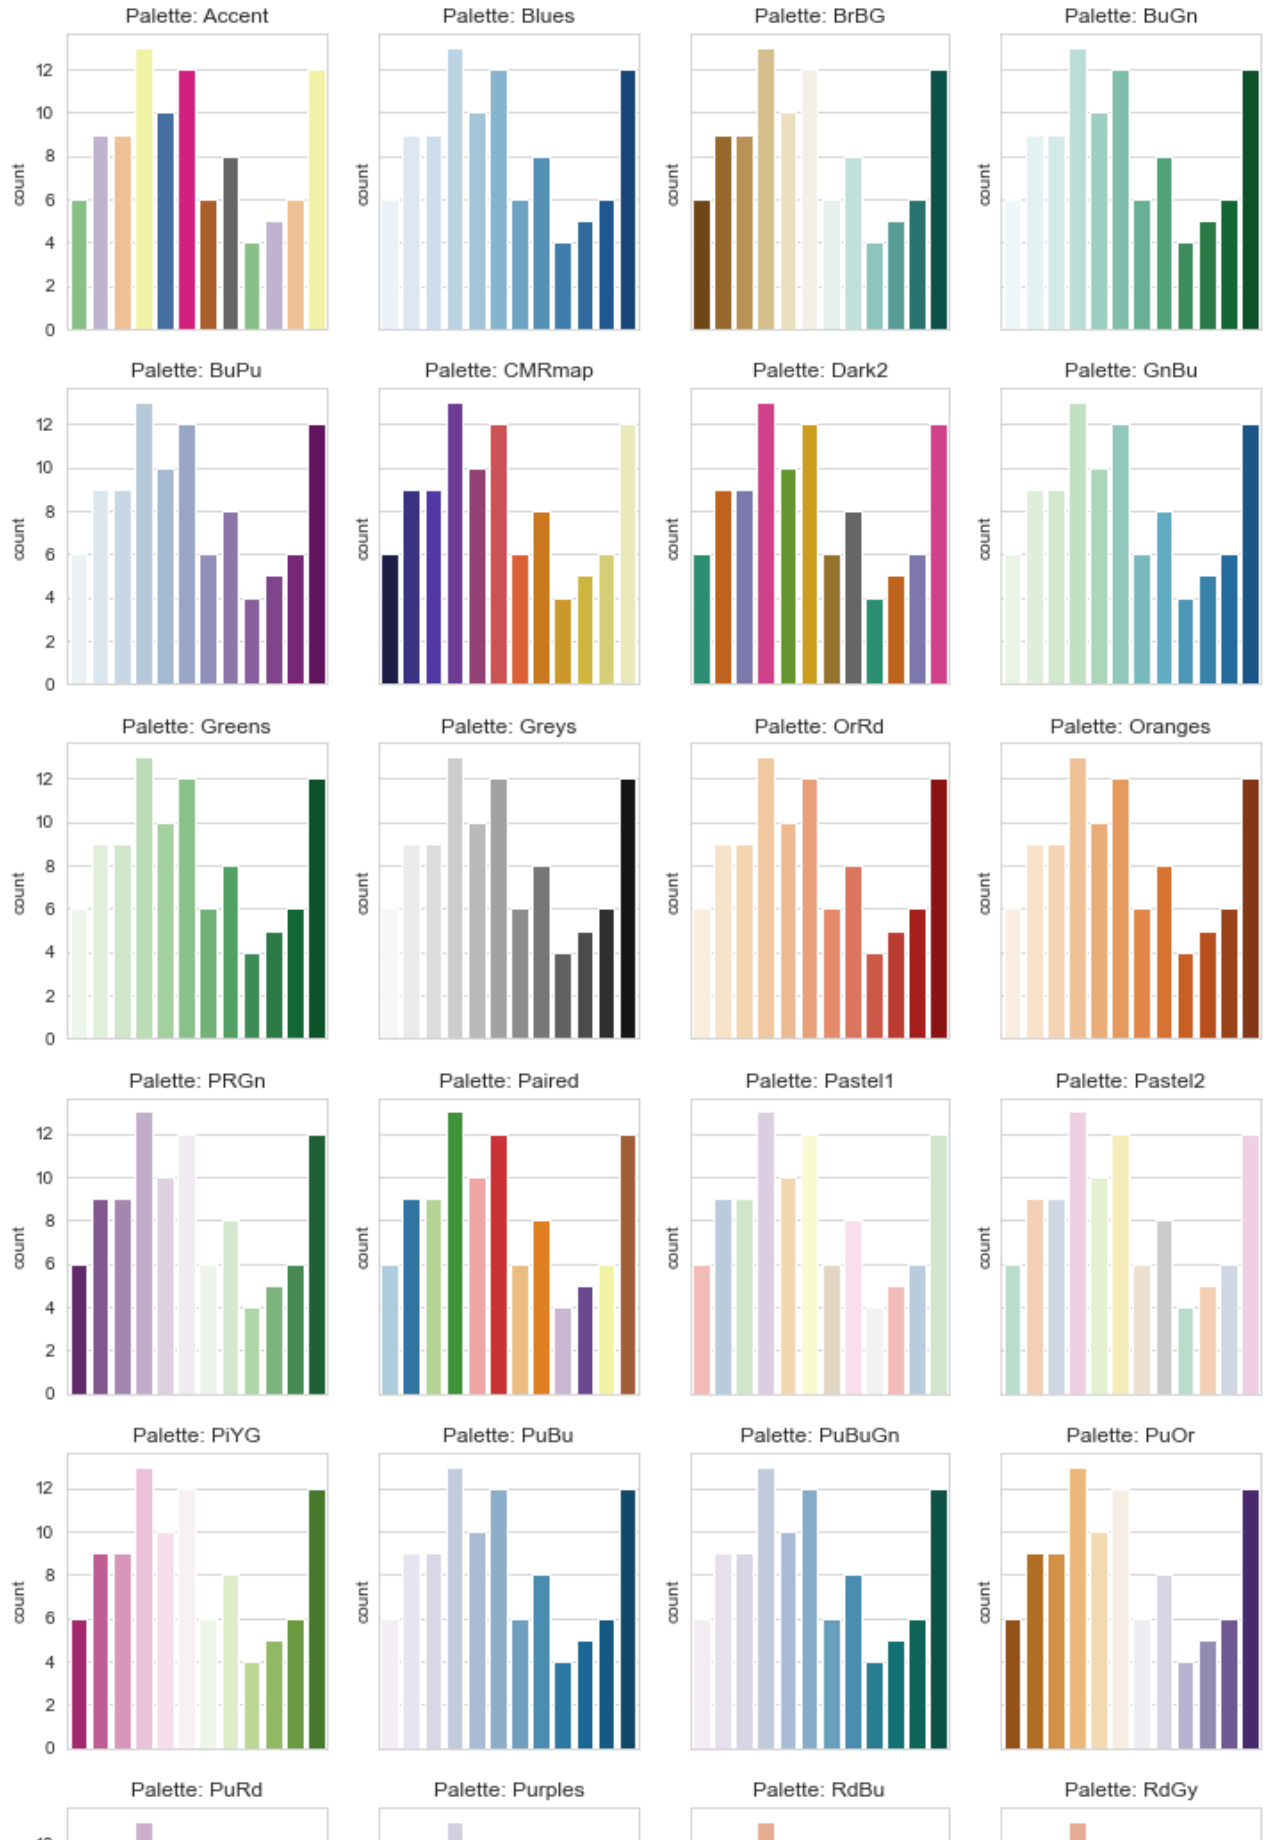 Palette: Accent
Palette: Blues
Palette: BrBG
Palette: BuGn
12
10
8
6
4
2
0
count
count
count
count
Palette: BuPu
Palette: CMRmap
Palette: Dark2
Palette: GnBu
12
10
8
6
4
2
0
count
count
count
count
Palette: Greens
Palette: Greys
Palette: OrRd
Palette: Oranges
12
10
8
6
4
2
0
count
count
count
count
Palette: PRGn
Palette: Paired
Palette: Pastel1
Palette: Pastel2
12
10
8
6
4
2
0
count
count
count
count
Palette: PiYG
Palette: PuBu
Palette: PuBuGn
Palette: PuOr
12
10
8
6
4
2
0
count
count
count
count
Palette: PuRd
Palette: Purples
Palette: RdBu
Palette: RdGy